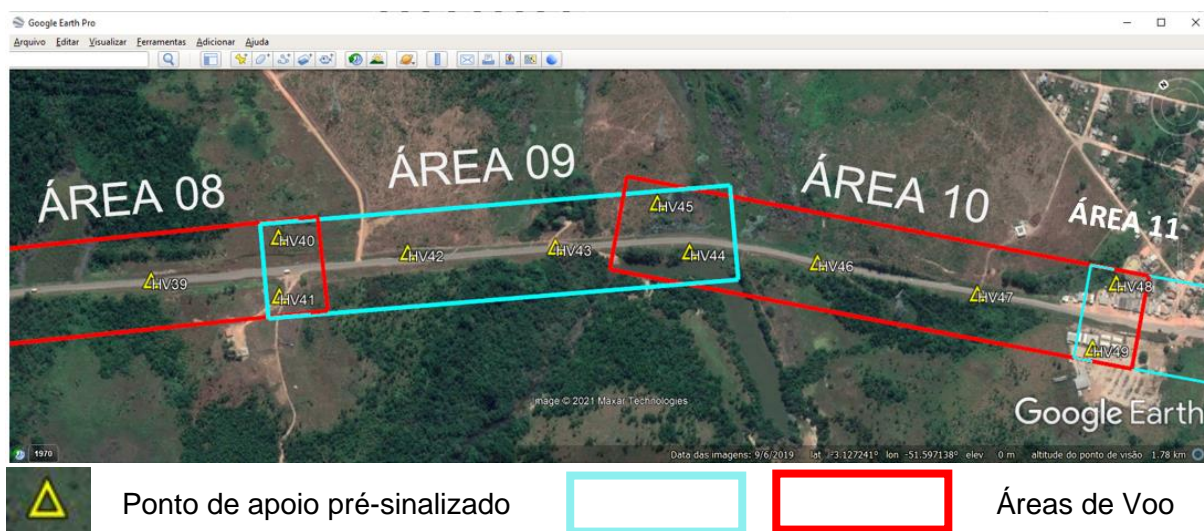 Google Earth Pro
Arquivo Editar Visualizar Ferramentas Adicionar Ajuda
ÁREA 08
ÁREA 09
ÁREA 10
ÁREA 11
HV39
HV40
HV41
HV42
HV43
HV45
HV44
HV46
HV47
HV48
HV49
Image © 2021 Maxar Technologies
Google Earth
1970
Data das imagens: 9/6/2019 lat -3.127241° lon -51.597138° elev 0 m altitude do ponto de visão 1.78 km
Ponto de apoio pré-sinalizado
Áreas de Voo